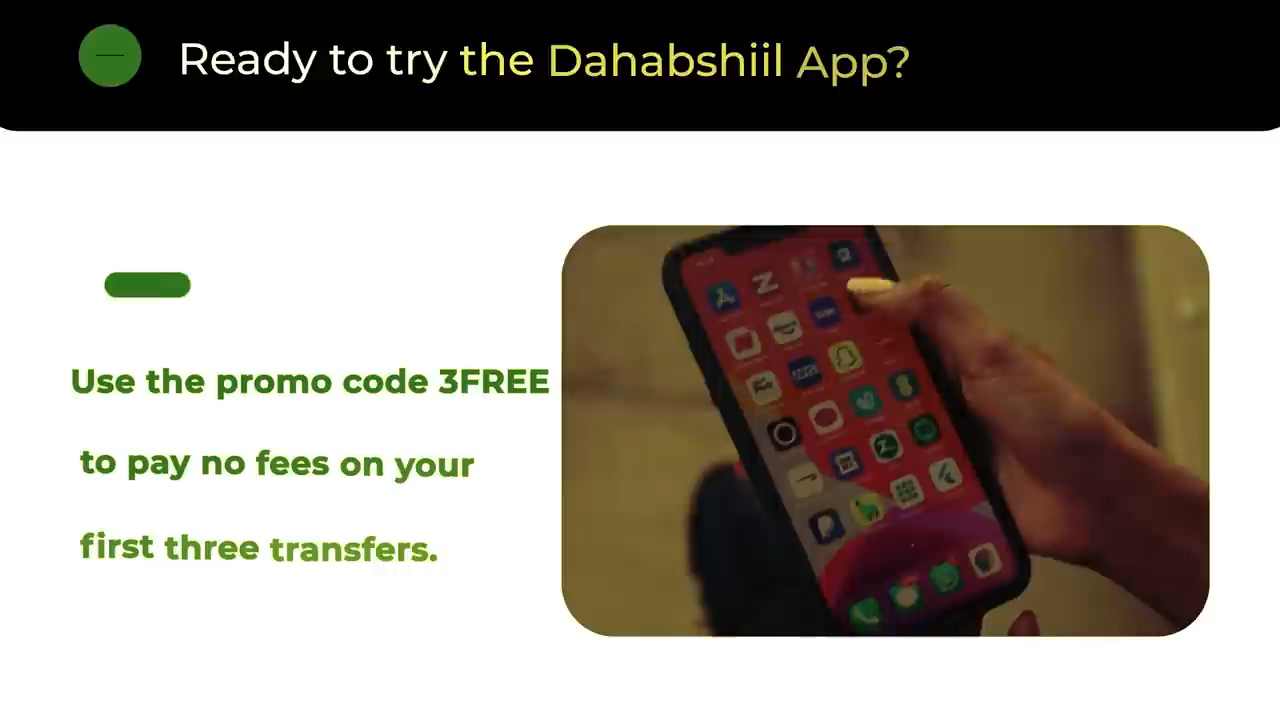 Ready to try the Dahabshiil App?
Use the promo code 3FREE
to pay no fees on your
first three transfers.